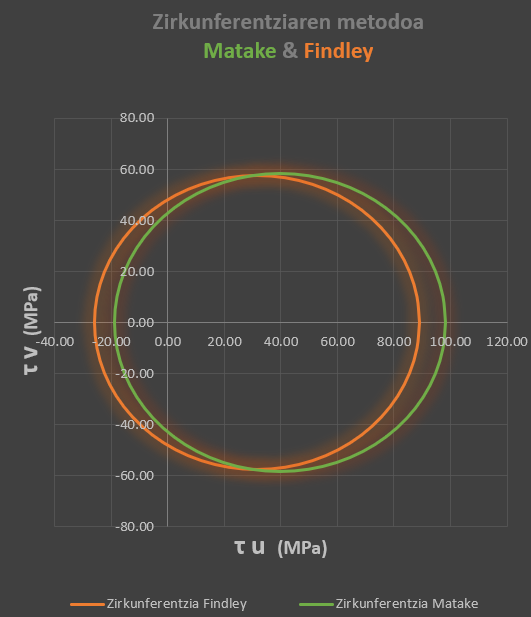 Zirkunferentziaren metodoa
Matake & Findley
80.00
60.00
40.00
20.00
0.00
-40.00 -20.00 0.00 20.00 40.00 60.00 80.00 100.00 120.00
-20.00
-40.00
-60.00
-80.00
τ v (MPa)
τ u (MPa)
Zirkunferentzia Findley
Zirkunferentzia Matake